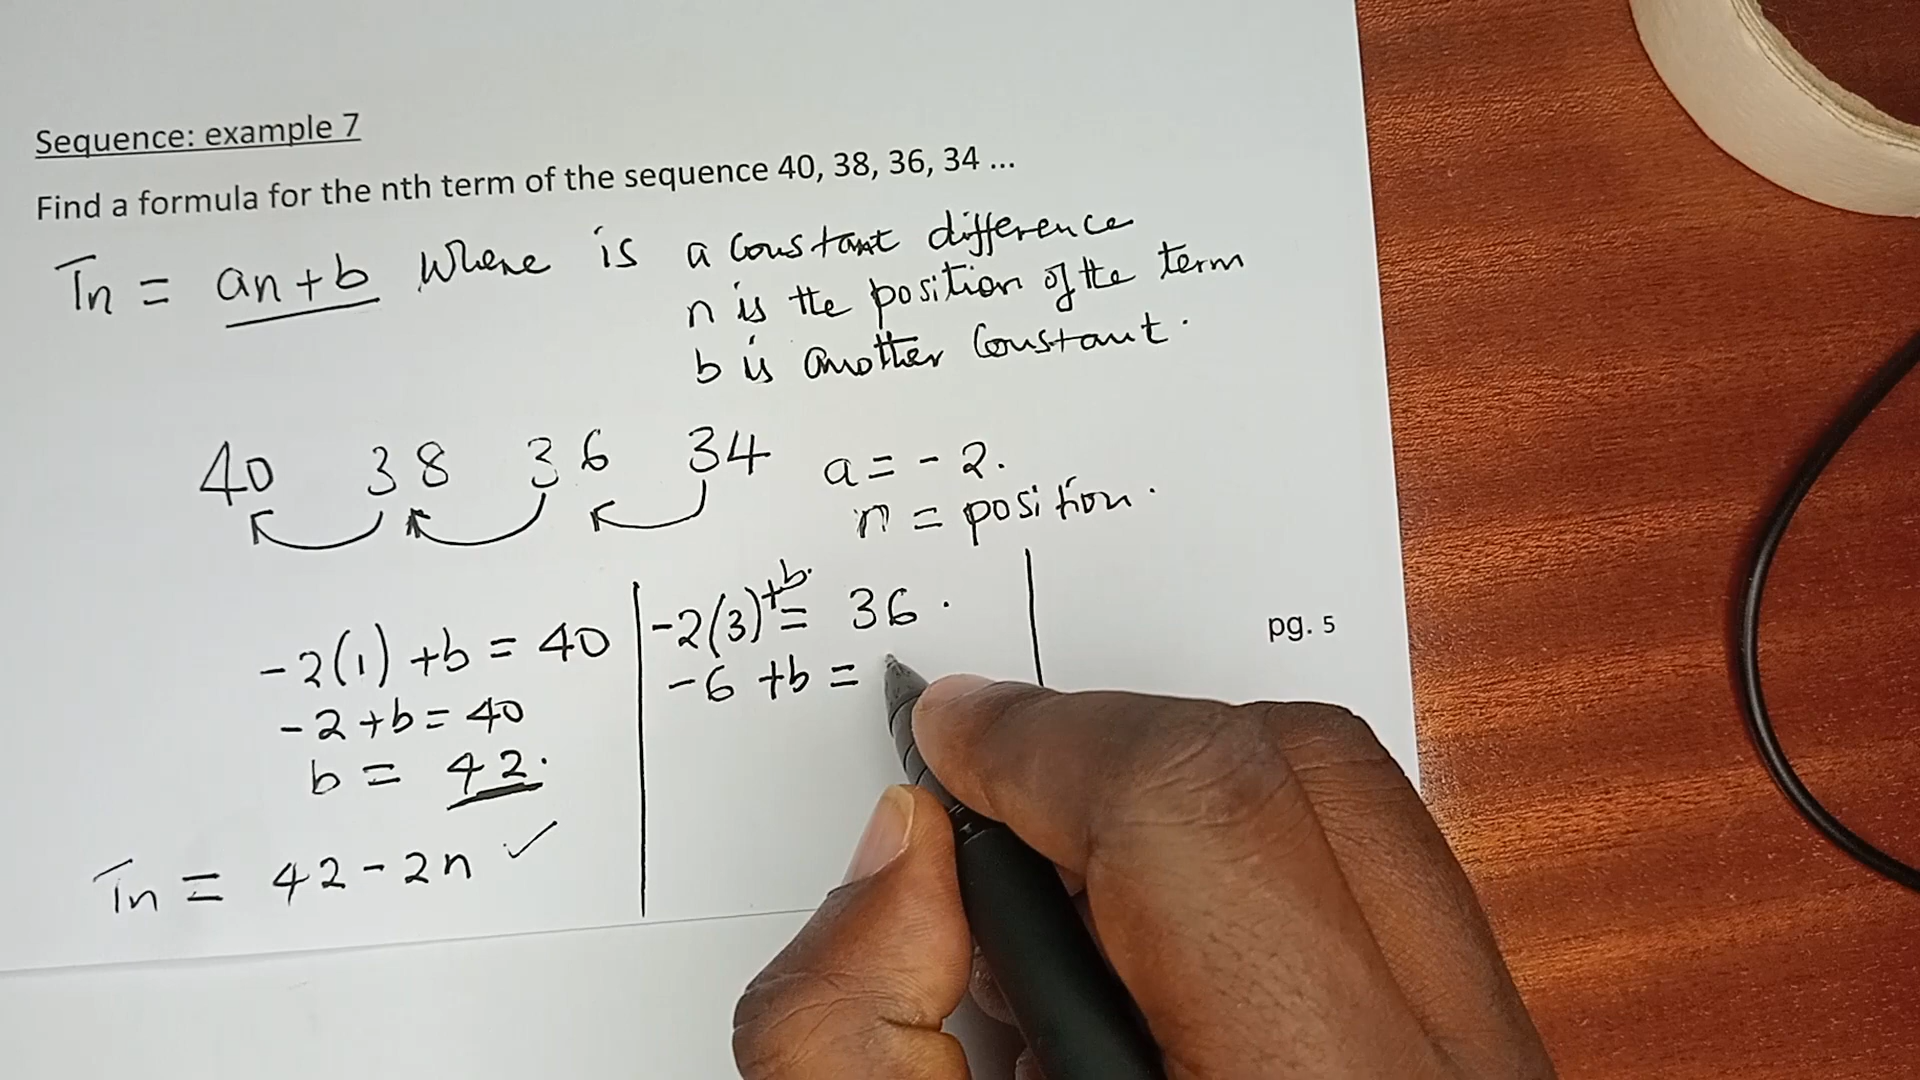 Sequence: example 7
Find a formula for the nth term of the sequence 40, 38, 36, 34 ...
Tn = an+b where is a constant difference
n is the position of the term
b is another constant.
40 38 36 34 a = -2.
n = position.
-2(1) +b = 40
-2 +b = 40
b = 42.
Tn = 42 - 2n ✓
-2(3) +b. = 36.
-6 +b =
pg. 5